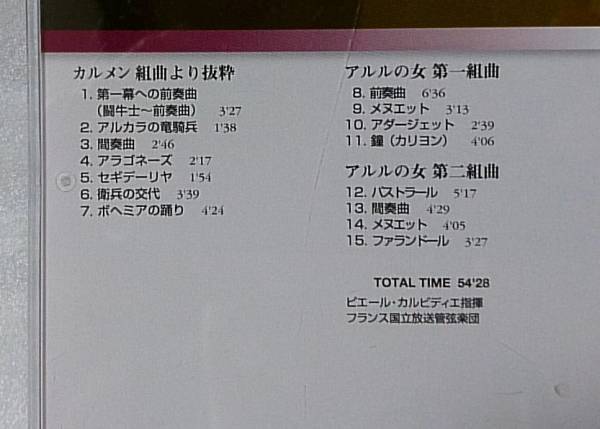 カルメン 組曲より抜粋
1. 第一幕への前奏曲
（闘牛士〜前奏曲） 3'27
2. アルカラの竜騎兵 1'38
3. 間奏曲 2'46
4. アラゴネーズ 2'17
5. セギデーリヤ 1'54
6. 衛兵の交代 3'39
7. ボヘミアの踊り 4'24
アルルの女 第一組曲
8. 前奏曲 6'36
9. メヌエット 3'13
10. アダージェット 2'39
11. 鐘（カリヨン） 4'06
アルルの女 第二組曲
12. パストラール 5'17
13. 間奏曲 4'29
14. メヌエット 4'05
15. ファランドール 3'27
TOTAL TIME 54'28
ピエール・カルピディエ指揮
フランス国立放送管弦楽団